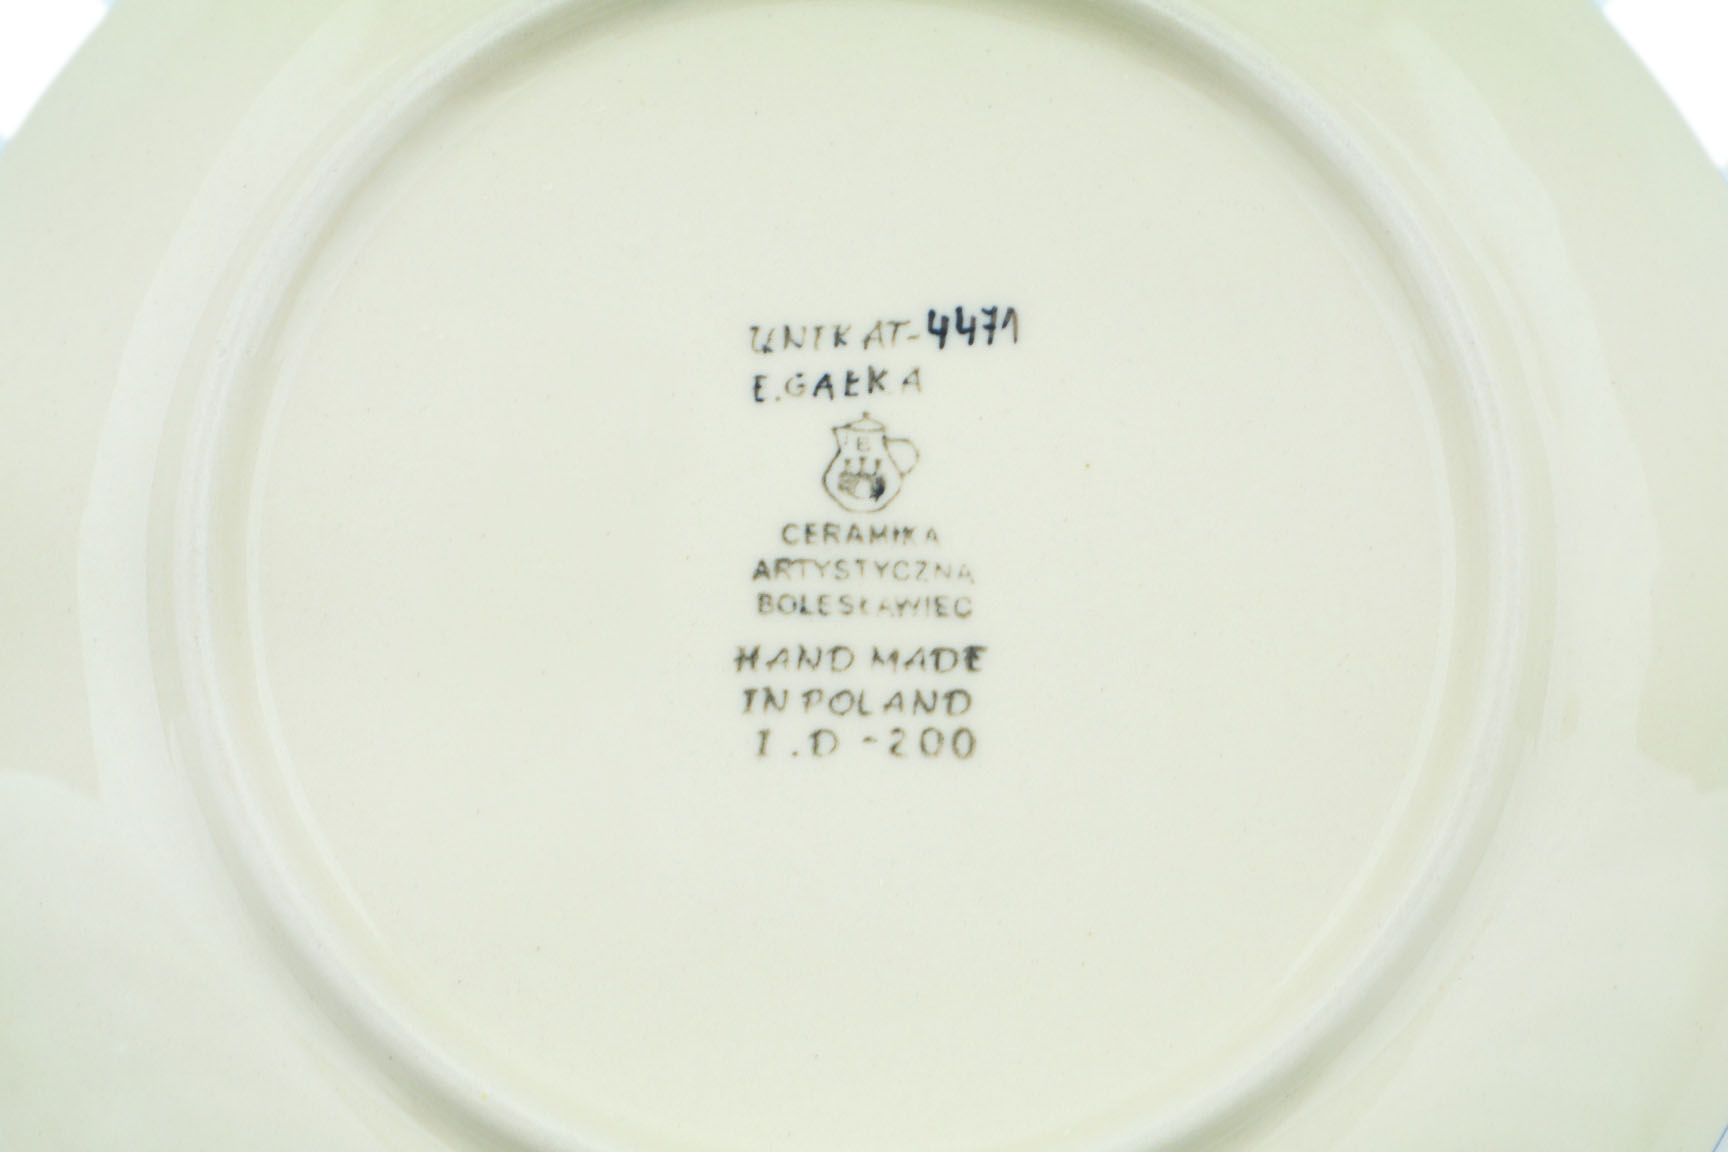 UNIKAT-4471
E.GAŁKA
E
CERAMIKA
ARTYSTYCZNA
BOLESŁAWIEC
HAND MADE
IN POLAND
I.D -200